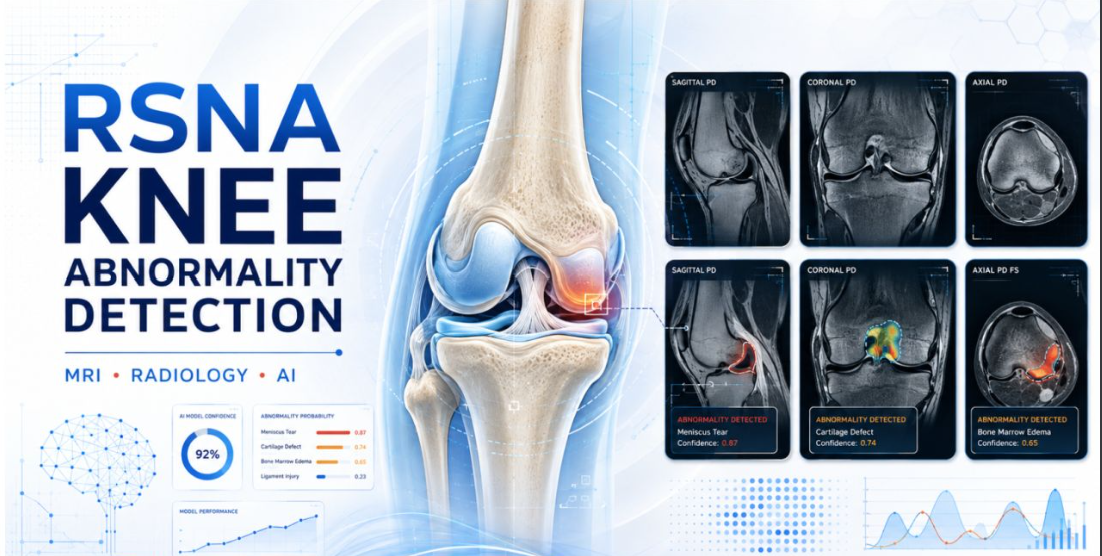 RSNA
KNEE
ABNORMALITY
DETECTION
MRI • RADIOLOGY • AI
AI MODEL CONFIDENCE
92%
ABNORMALITY PROBABILITY
Meniscus Tear 0.87
Cartilage Defect 0.74
Bone Marrow Edema 0.65
Ligament Injury 0.23
MODEL PERFORMANCE
SAGITTAL PD
CORONAL PD
AXIAL PD
SAGITTAL PD
ABNORMALITY DETECTED
Meniscus Tear
Confidence: 0.87
CORONAL PD
ABNORMALITY DETECTED
Cartilage Defect
Confidence: 0.74
AXIAL PD FS
ABNORMALITY DETECTED
Bone Marrow Edema
Confidence: 0.65